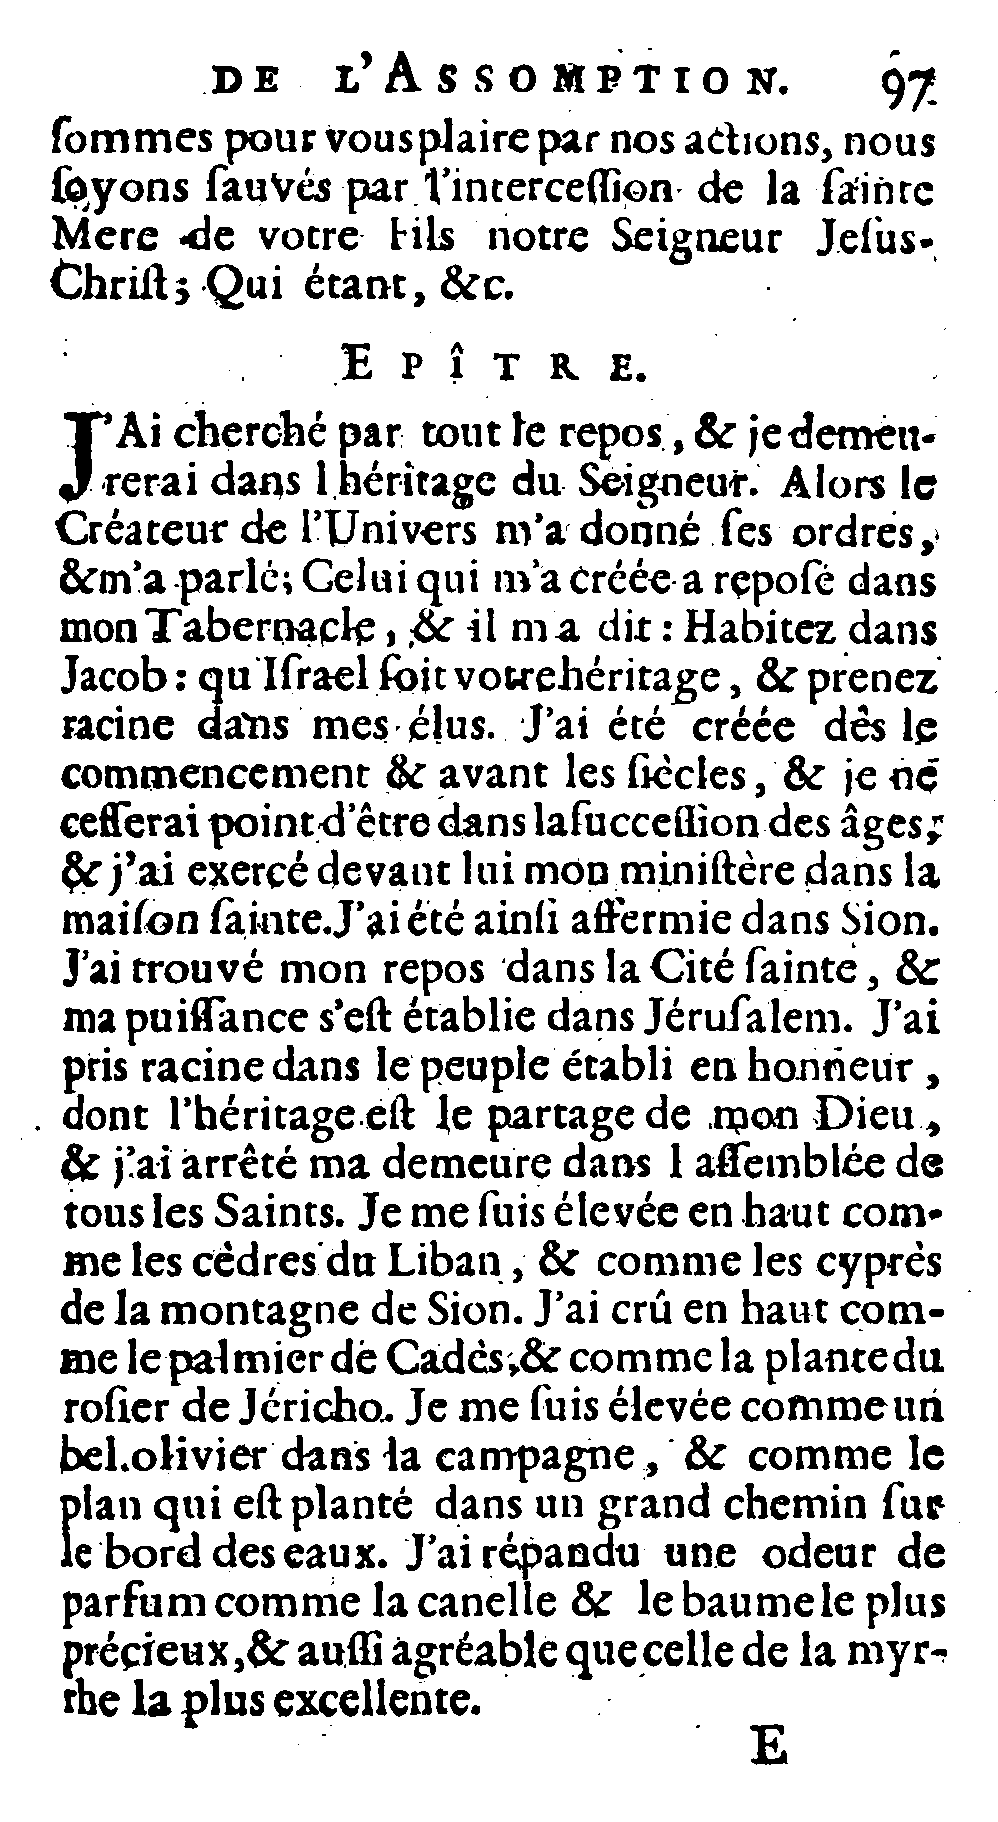 DE L'ASSOMPTION. 97
ſommes pour vous plaire par nos actions, nous
ſoyons ſauvés par l'interceſſion de la ſainte
Mere de votre Fils notre Seigneur Jeſus-
Chriſt; Qui étant, &c.
EPÎTRE.
J'Ai cherché par tout le repos, & je demeu-
rerai dans l'héritage du Seigneur. Alors le
Créateur de l'Univers m'a donné ſes ordres,
& m'a parlé; Celui qui m'a créée a repoſé dans
mon Tabernacle, & il m'a dit : Habitez dans
Jacob : qu'Iſrael ſoit votre héritage, & prenez
racine dans mes élus. J'ai été créée dès le
commencement & avant les ſiècles, & je ne
ceſſerai point d'être dans la ſucceſſion des âges;
& j'ai exercé devant lui mon miniſtère dans la
maiſon ſainte. J'ai été ainſi affermie dans Sion.
J'ai trouvé mon repos dans la Cité ſainte, &
ma puiſſance s'eſt établie dans Jéruſalem. J'ai
pris racine dans le peuple établi en honneur,
dont l'héritage eſt le partage de mon Dieu,
& j'ai arrêté ma demeure dans l'aſſemblée de
tous les Saints. Je me ſuis élevée en haut com-
me les cèdres du Liban, & comme les cyprès
de la montagne de Sion. J'ai crû en haut com-
me le palmier de Cadès, & comme la plante du
roſier de Jéricho. Je me ſuis élevée comme un
bel olivier dans la campagne, & comme le
plan qui eſt planté dans un grand chemin ſur
le bord des eaux. J'ai répandu une odeur de
parfum comme la canelle & le baume le plus
précieux, & auſſi agréable que celle de la myr-
rhe la plus excellente.
E